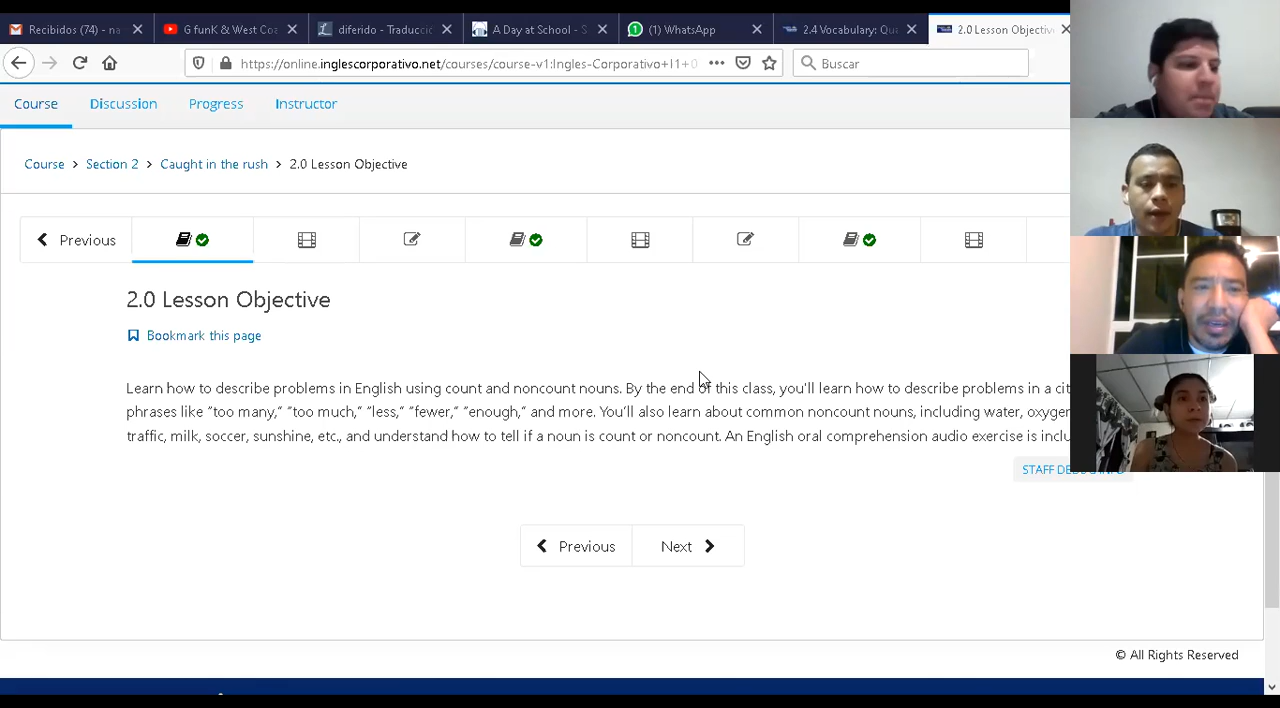 Recibidos (74) - na
G funK & West Co
diferido - Traducció
A Day at School - S
(1) WhatsApp
2.4 Vocabulary: Qu
2.0 Lesson Objectiv
https://online.inglescorporativo.net/courses/course-v1:Ingles-Corporativo+I1+0
Buscar
Course
Discussion
Progress
Instructor
Course > Section 2 > Caught in the rush > 2.0 Lesson Objective
Previous
2.0 Lesson Objective
Bookmark this page
Learn how to describe problems in English using count and noncount nouns. By the end of this class, you'll learn how to describe problems in a cit
phrases like "too many," "too much," "less," "fewer," "enough," and more. You'll also learn about common noncount nouns, including water, oxygen
traffic, milk, soccer, sunshine, etc., and understand how to tell if a noun is count or noncount. An English oral comprehension audio exercise is inclu
STAFF DEBUG INFO
Previous
Next
© All Rights Reserved